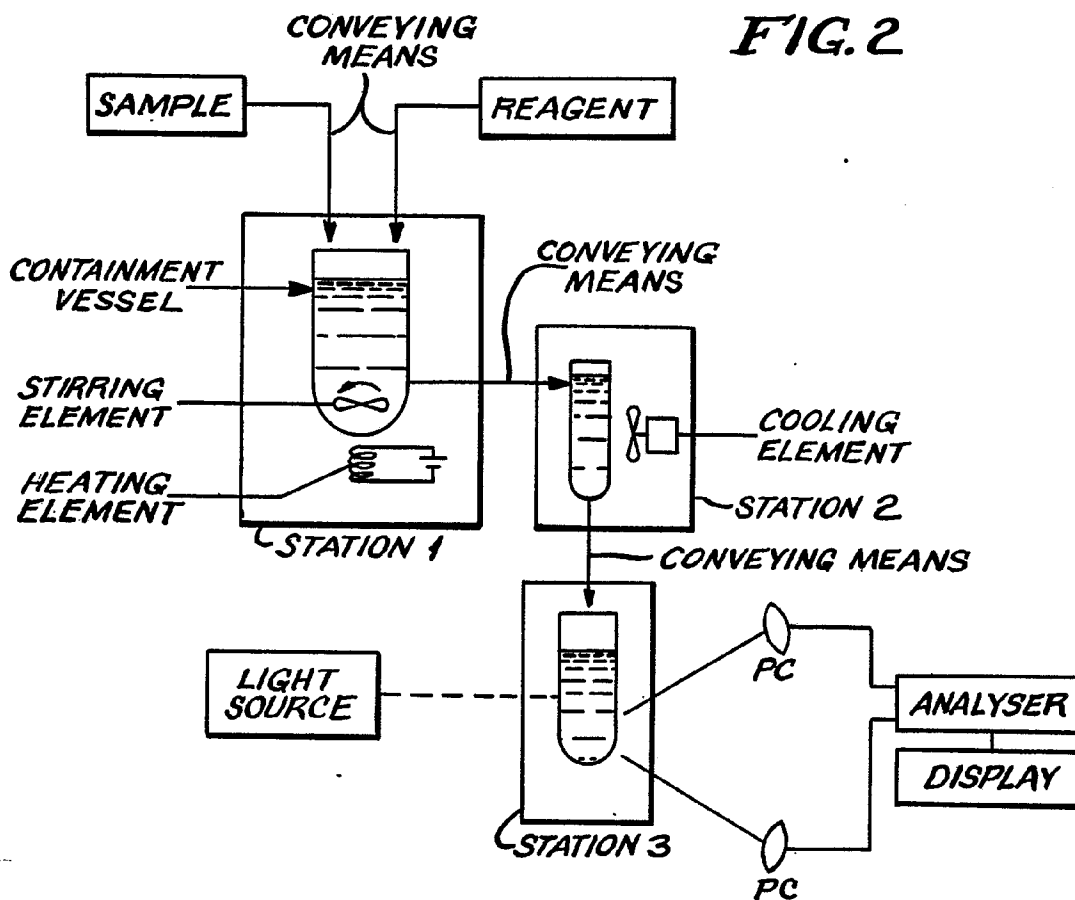 FIG. 2
CONVEYING
MEANS
SAMPLE
REAGENT
CONTAINMENT
VESSEL
CONVEYING
MEANS
STIRRING
ELEMENT
COOLING
ELEMENT
HEATING
ELEMENT
STATION 1
STATION 2
CONVEYING MEANS
LIGHT
SOURCE
PC
ANALYSER
DISPLAY
STATION 3
PC